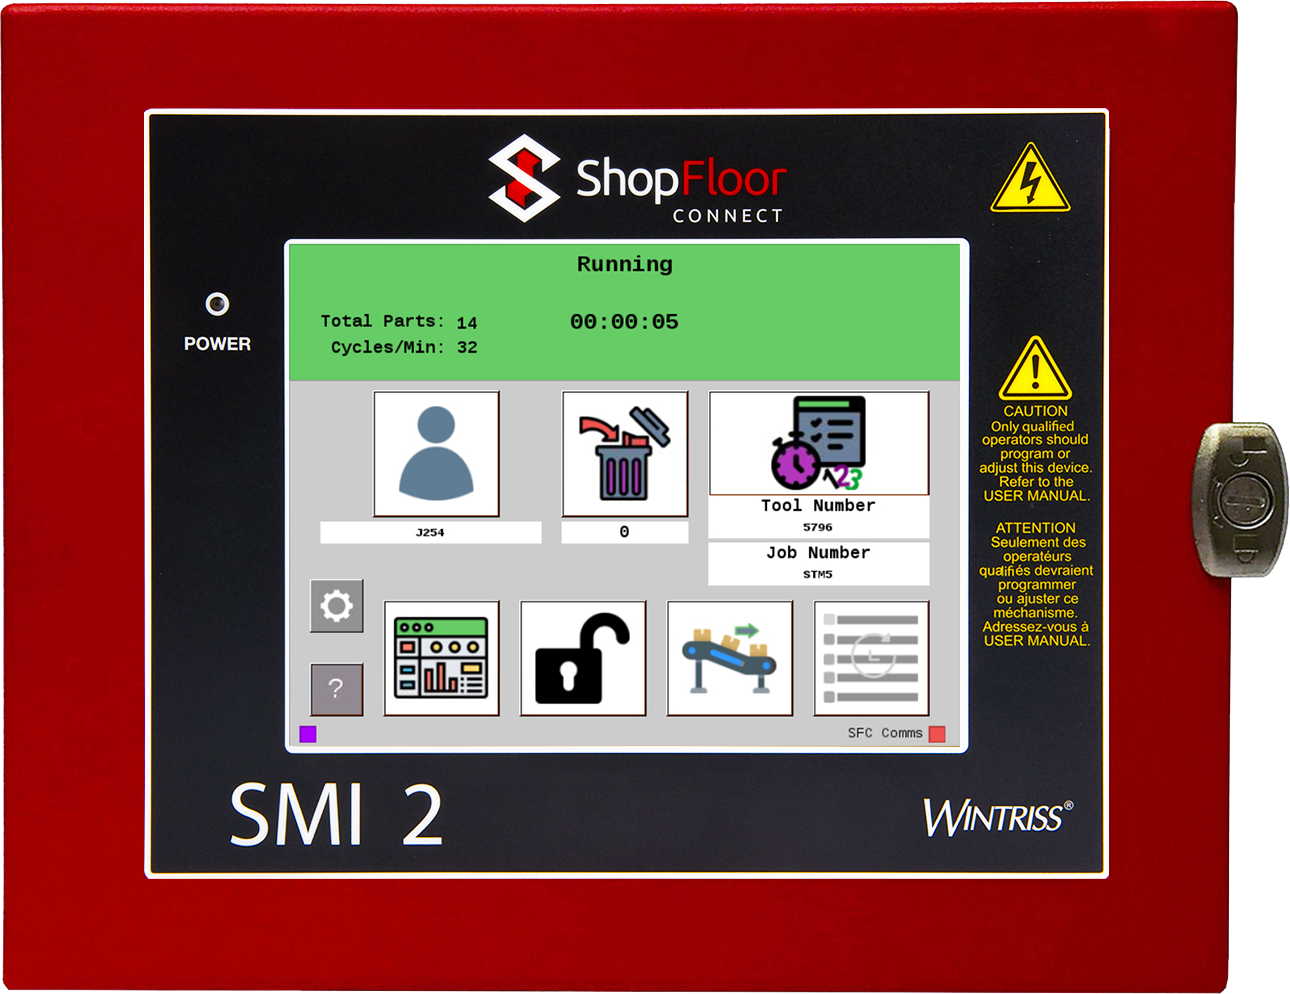 ShopFloor
CONNECT
Running
Total Parts: 14
00:00:05
Cycles/Min: 32
POWER
J254
0
Tool Number
5796
Job Number
STM5
123
?
SFC Comms
CAUTION
Only qualified
operators should
program or
adjust this device.
Refer to the
USER MANUAL.
ATTENTION
Seulement des
operatéurs
qualifiés devraient
programmer
ou ajuster ce
méchanisme.
Adressez-vous à
USER MANUAL.
SMI 2
WINTRISS®